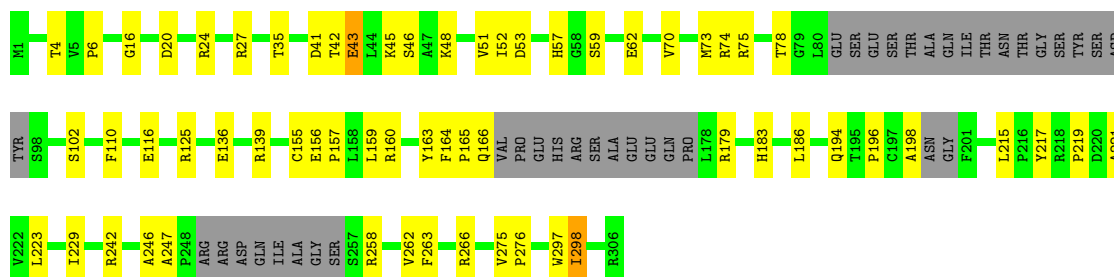 M1 T4 V5 P6 G16 D20 R24 R27 T35 D41 T42 E43 L44 K45 S46 A47 K48 V51 I52 D53 H57 G58 S59 E62 V70 M73 R74 R75 T78 G79 L80 GLU SER GLU SER THR ALA GLN ILE THR ASN THR GLY SER TYR SER
TYR S98 S102 F110 E116 R125 E136 R139 C155 E156 P157 L158 L159 R160 Y163 F164 P165 Q166 VAL PRO GLU HIS ARG SER ALA GLU GLU GLN PRO L178 R179 H183 L186 Q194 T195 P196 C197 A198 ASN GLY F201 L215 P216 Y217 R218 P219 D220
V222 L223 I229 R242 A246 A247 P248 ARG ARG ASP GLN ILE ALA GLY SER S257 R258 V262 F263 R266 V275 P276 W297 I298 R306